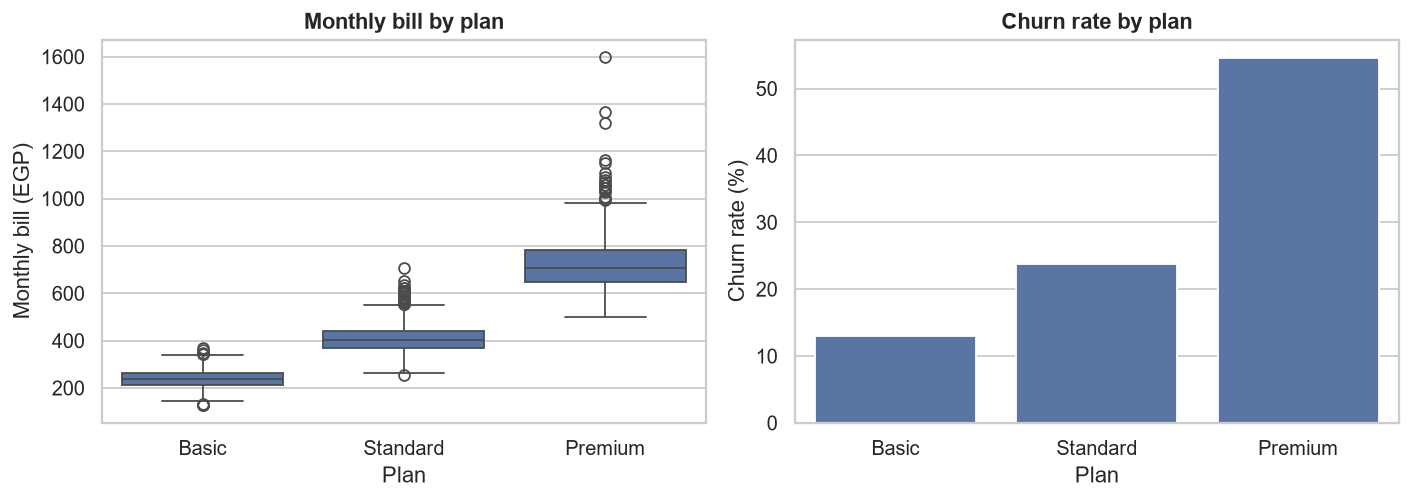 Monthly bill by plan
Monthly bill (EGP)
1600
1400
1200
1000
800
600
400
200
Basic
Standard
Premium
Plan
Churn rate by plan
Churn rate (%)
50
40
30
20
10
0
Basic
Standard
Premium
Plan